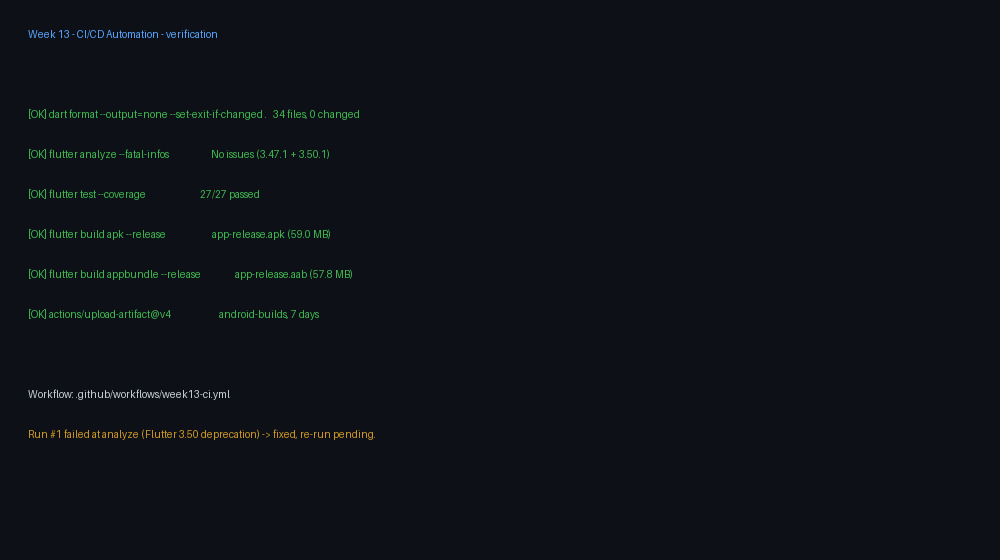 Week 13 - CI/CD Automation - verification
[OK] dart format --output=none --set-exit-if-changed . 34 files, 0 changed
[OK] flutter analyze --fatal-infos No issues (3.47.1 + 3.50.1)
[OK] flutter test --coverage 27/27 passed
[OK] flutter build apk --release app-release.apk (59.0 MB)
[OK] flutter build appbundle --release app-release.aab (57.8 MB)
[OK] actions/upload-artifact@v4 android-builds, 7 days
Workflow: .github/workflows/week13-ci.yml
Run #1 failed at analyze (Flutter 3.50 deprecation) -> fixed, re-run pending.